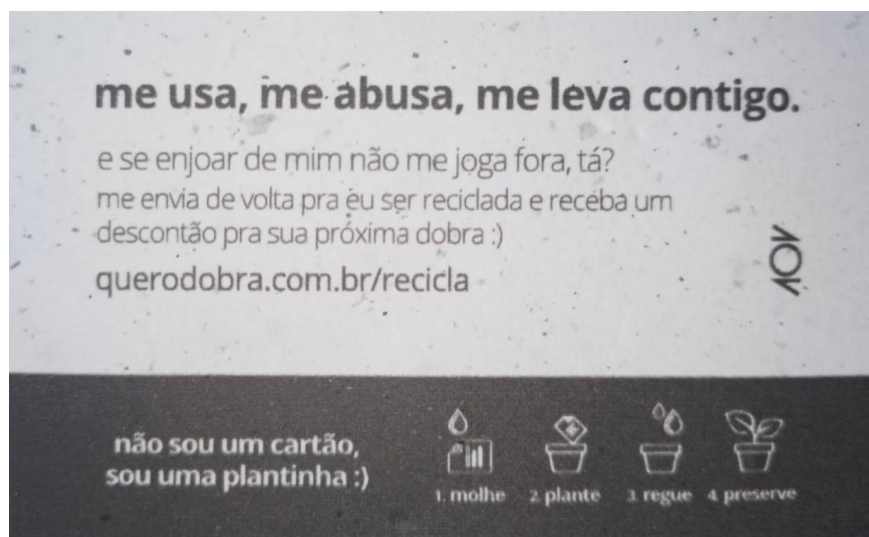 me usa, me abusa, me leva contigo.
e se enjoar de mim não me joga fora, tá?
me envia de volta pra eu ser reciclada e receba um
descontão pra sua próxima dobra :)
querodobra.com.br/recicla
não sou um cartão,
sou uma plantinha :)
1. molhe 2. plante 3. regue 4. preserve